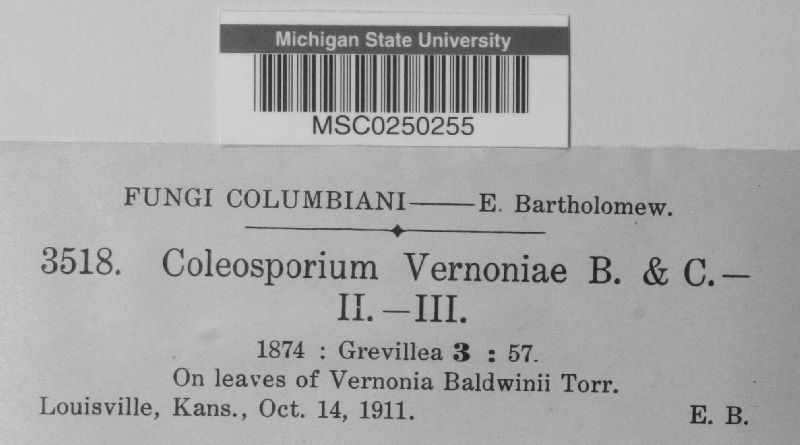 Michigan State University
MSC0250255
FUNGI COLUMBIANI——E. Bartholomew.
3518. Coleosporium Vernoniae B. & C.—
II.—III.
1874 : Grevillea 3 : 57.
On leaves of Vernonia Baldwinii Torr.
Louisville, Kans., Oct. 14, 1911. E. B.